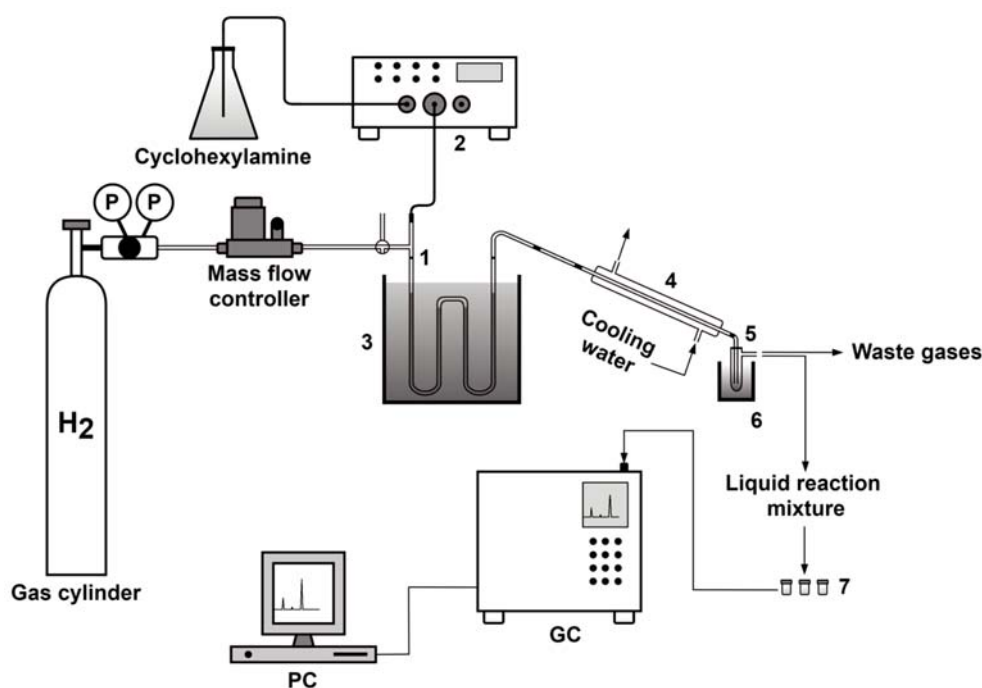 Cyclohexylamine
2
P P
Mass flow
controller
1
3
4
Cooling
water
5
Waste gases
6
H2
Liquid reaction
mixture
7
Gas cylinder
GC
PC